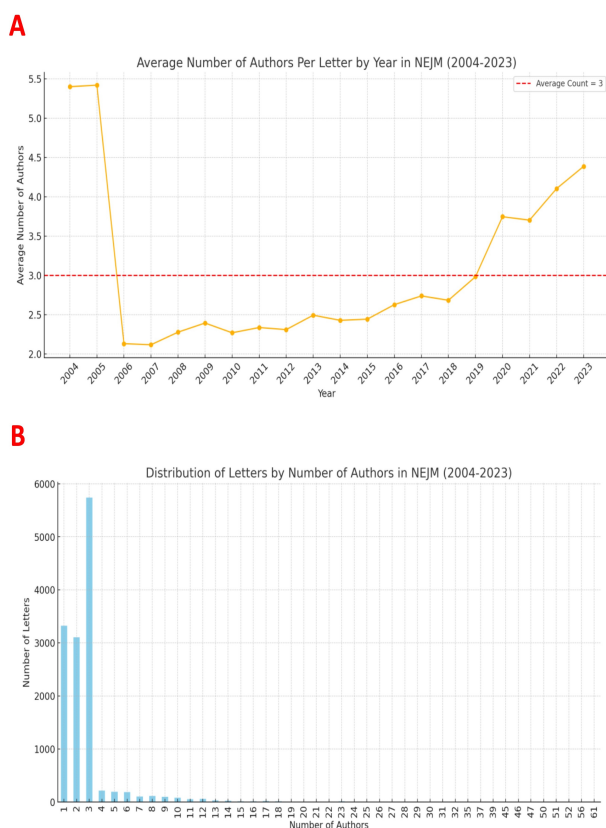 A
Average Number of Authors Per Letter by Year in NEJM (2004-2023)
Average Count = 3
5.5
5.0
4.5
4.0
3.5
3.0
2.5
2.0
Average Number of Authors
2004 2005 2006 2007 2008 2009 2010 2011 2012 2013 2014 2015 2016 2017 2018 2019 2020 2021 2022 2023
Year
B
Distribution of Letters by Number of Authors in NEJM (2004-2023)
6000
5000
4000
3000
2000
1000
0
Number of Letters
1 2 3 4 5 6 7 8 9 10 11 12 13 14 15 16 17 18 19 20 21 22 23 24 25 26 27 28 29 30 31 32 35 37 39 45 46 47 50 51 52 56 61
Number of Authors